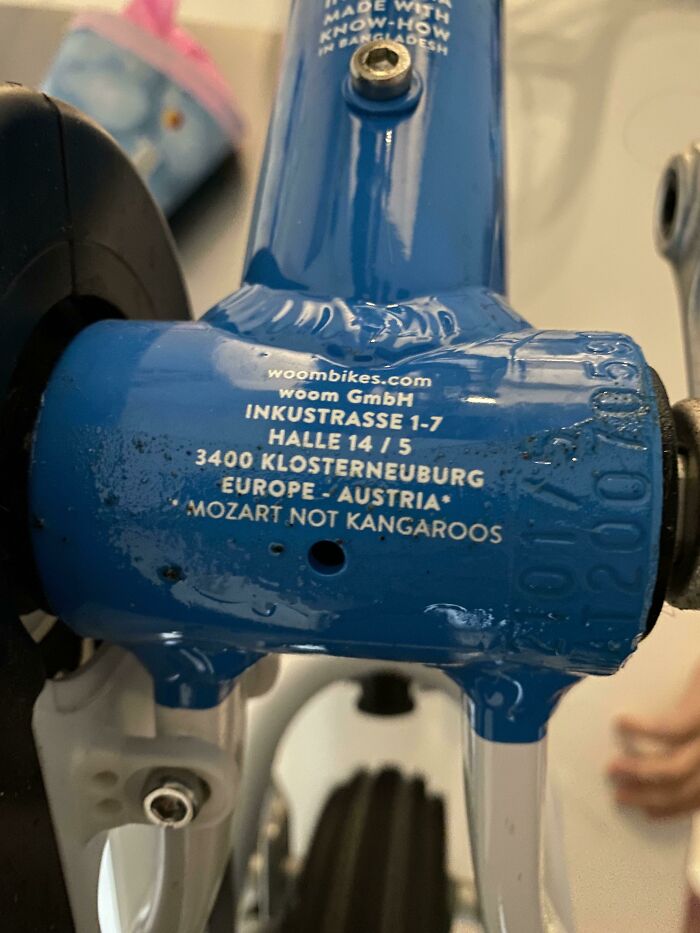 MADE WITH
KNOW-HOW
IN BANGLADESH
woombikes.com
woom GmbH
INKUSTRASSE 1-7
HALLE 14 / 5
3400 KLOSTERNEUBURG
EUROPE - AUSTRIA*
* MOZART NOT KANGAROOS